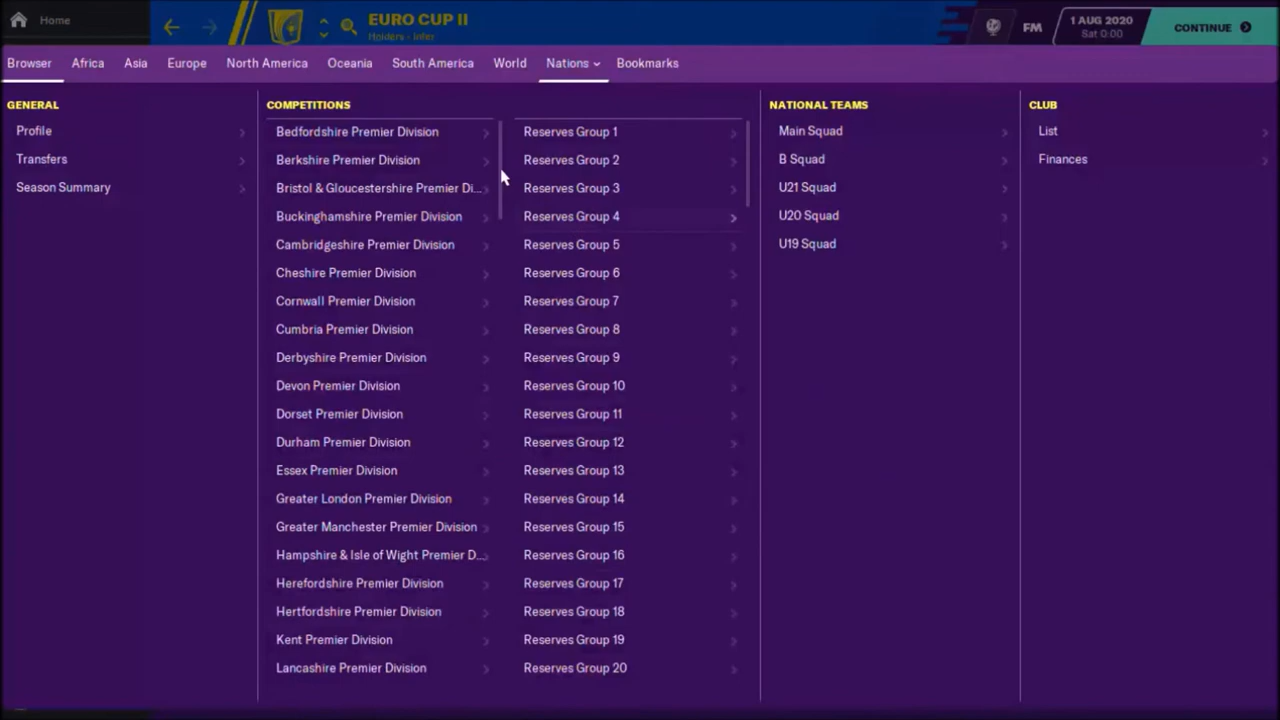 Home
EURO CUP II
Holders - Inter
FM
1 AUG 2020
Sat 0:00
CONTINUE
Browser
Africa
Asia
Europe
North America
Oceania
South America
World
Nations
Bookmarks
GENERAL
Profile
Transfers
Season Summary
COMPETITIONS
Bedfordshire Premier Division
Berkshire Premier Division
Bristol & Gloucestershire Premier Di...
Buckinghamshire Premier Division
Cambridgeshire Premier Division
Cheshire Premier Division
Cornwall Premier Division
Cumbria Premier Division
Derbyshire Premier Division
Devon Premier Division
Dorset Premier Division
Durham Premier Division
Essex Premier Division
Greater London Premier Division
Greater Manchester Premier Division
Hampshire & Isle of Wight Premier D...
Herefordshire Premier Division
Hertfordshire Premier Division
Kent Premier Division
Lancashire Premier Division
Reserves Group 1
Reserves Group 2
Reserves Group 3
Reserves Group 4
Reserves Group 5
Reserves Group 6
Reserves Group 7
Reserves Group 8
Reserves Group 9
Reserves Group 10
Reserves Group 11
Reserves Group 12
Reserves Group 13
Reserves Group 14
Reserves Group 15
Reserves Group 16
Reserves Group 17
Reserves Group 18
Reserves Group 19
Reserves Group 20
NATIONAL TEAMS
Main Squad
B Squad
U21 Squad
U20 Squad
U19 Squad
CLUB
List
Finances